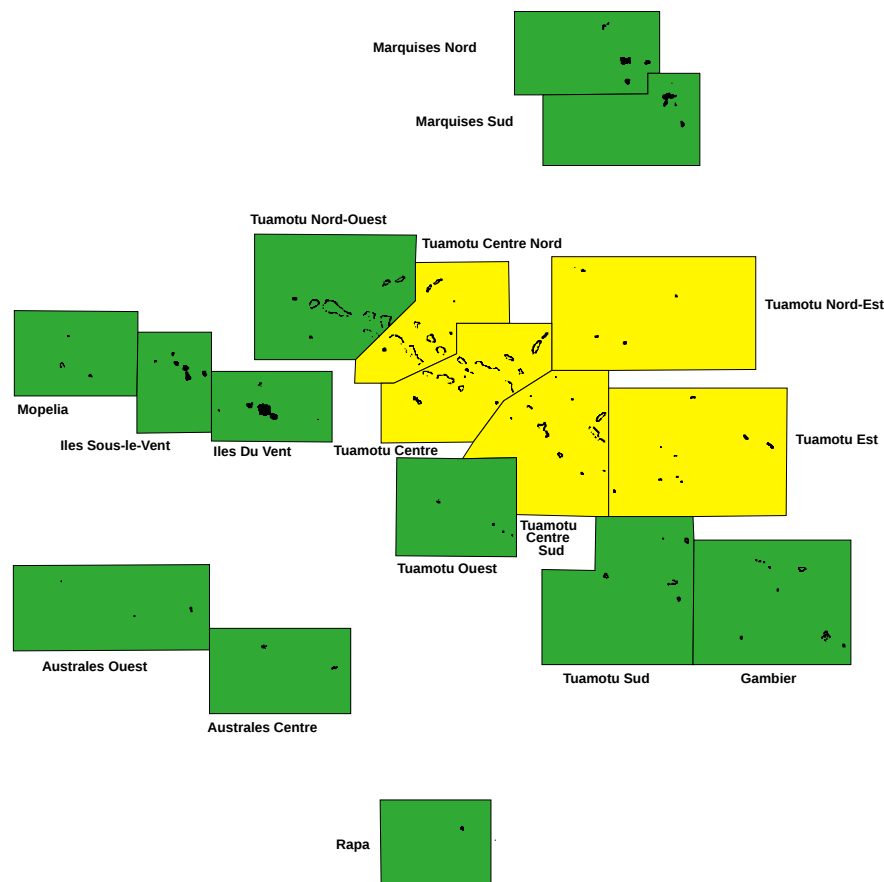 Marquises Nord
Marquises Sud
Tuamotu Nord-Ouest
Tuamotu Centre Nord
Tuamotu Nord-Est
Mopelia
Iles Sous-le-Vent
Iles Du Vent
Tuamotu Centre
Tuamotu Est
Tuamotu
Centre
Sud
Tuamotu Ouest
Australes Ouest
Tuamotu Sud
Gambier
Australes Centre
Rapa